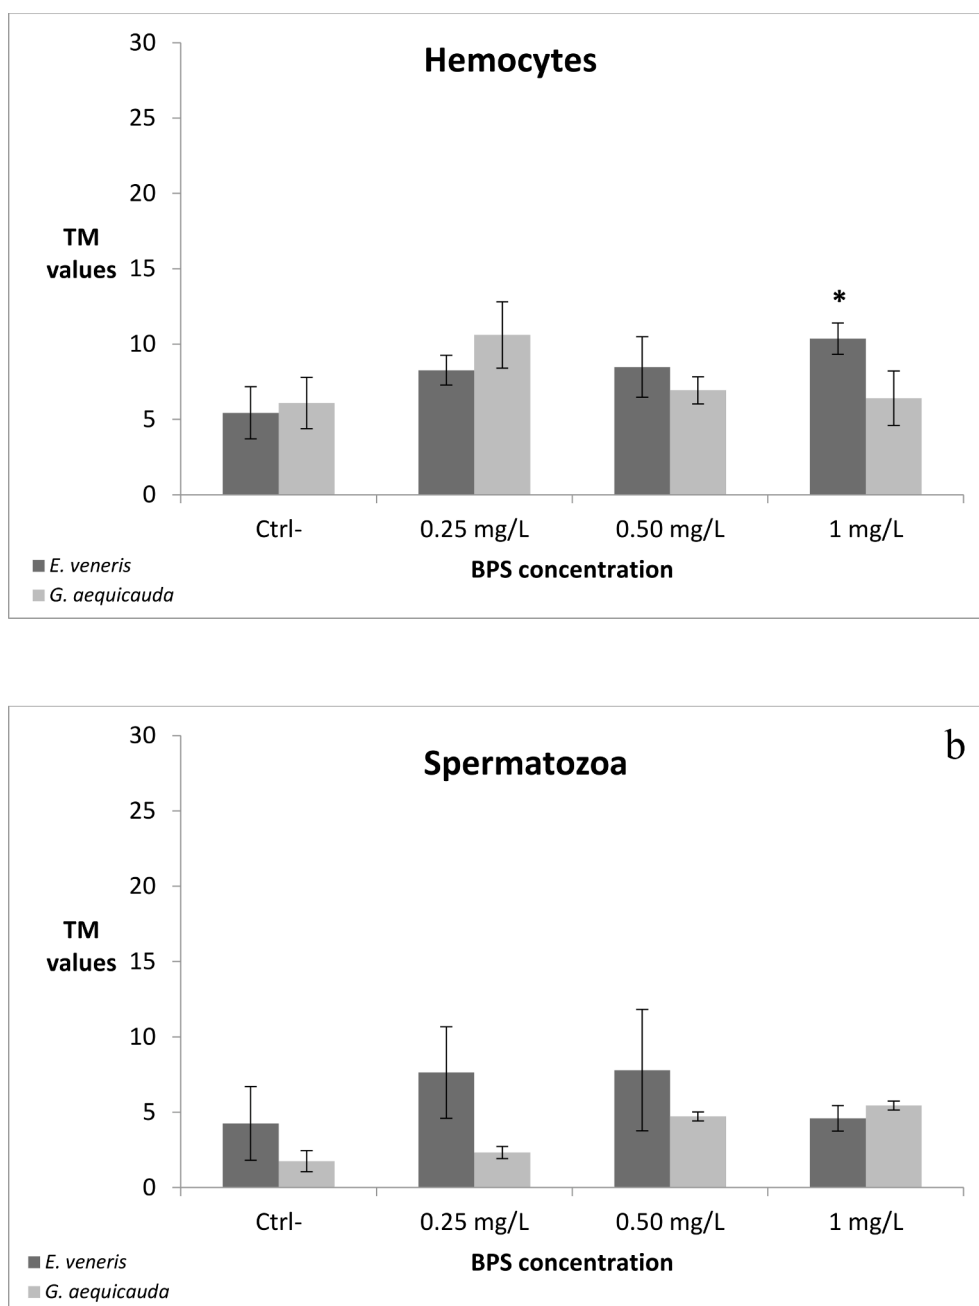 Hemocytes
30
25
20
15
10
5
0
TM
values
*
Ctrl-
0.25 mg/L
0.50 mg/L
1 mg/L
BPS concentration
E. veneris
G. aequicauda
b
Spermatozoa
30
25
20
15
10
5
0
TM
values
Ctrl-
0.25 mg/L
0.50 mg/L
1 mg/L
BPS concentration
E. veneris
G. aequicauda